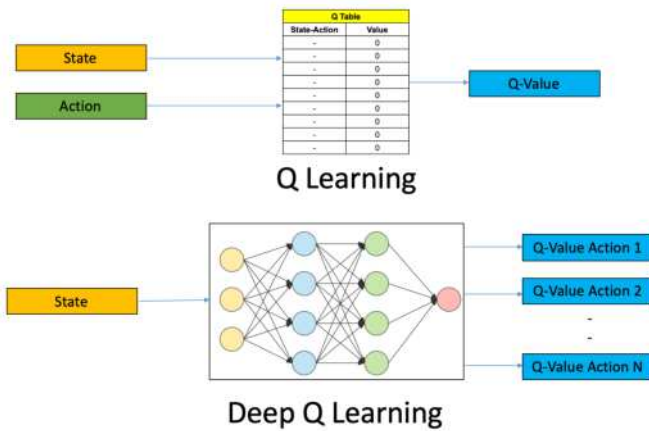 Q Table
State-Action Value
- 0
- 0
- 0
- 0
- 0
- 0
- 0
- 0
- 0
State
Action
Q-Value
Q Learning
State
Q-Value Action 1
Q-Value Action 2
-
-
Q-Value Action N
Deep Q Learning